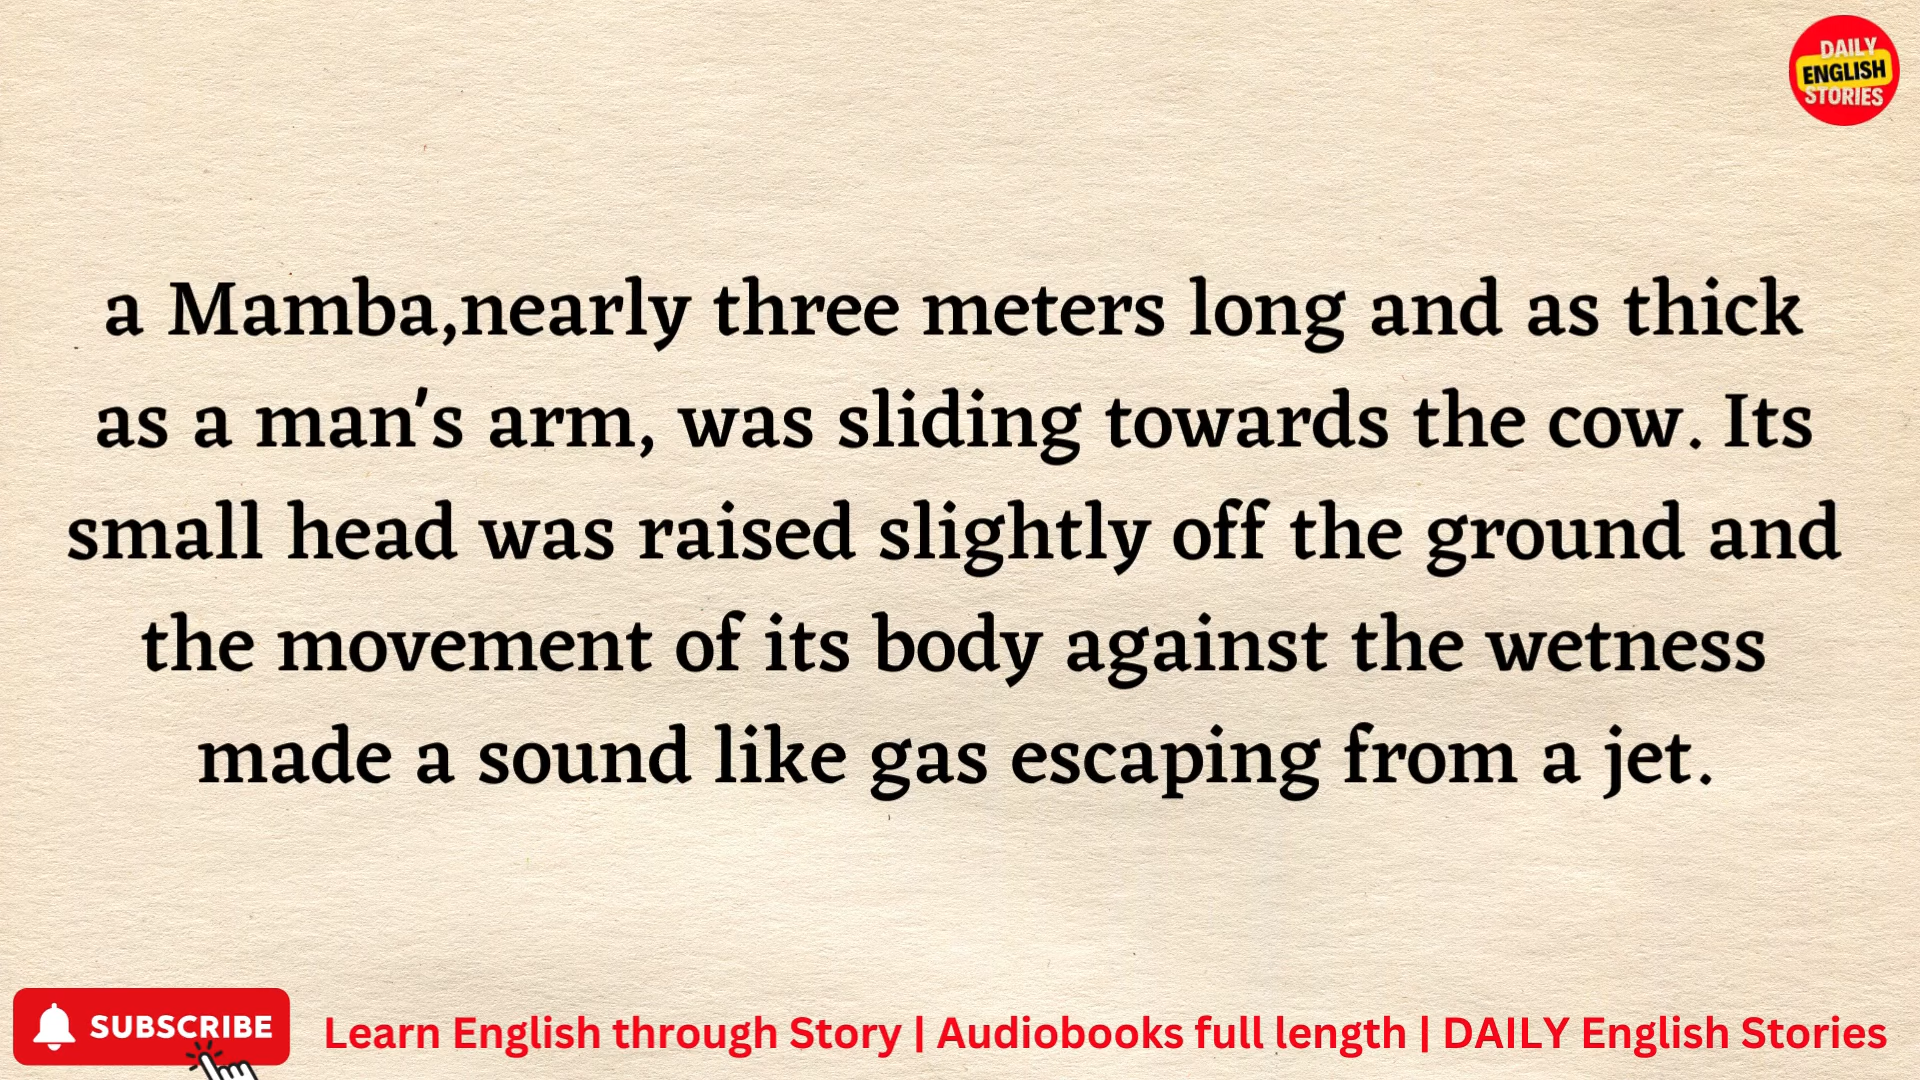 DAILY
ENGLISH
STORIES
a Mamba,nearly three meters long and as thick
as a man's arm, was sliding towards the cow. Its
small head was raised slightly off the ground and
the movement of its body against the wetness
made a sound like gas escaping from a jet.
SUBSCRIBE
Learn English through Story | Audiobooks full length | DAILY English Stories